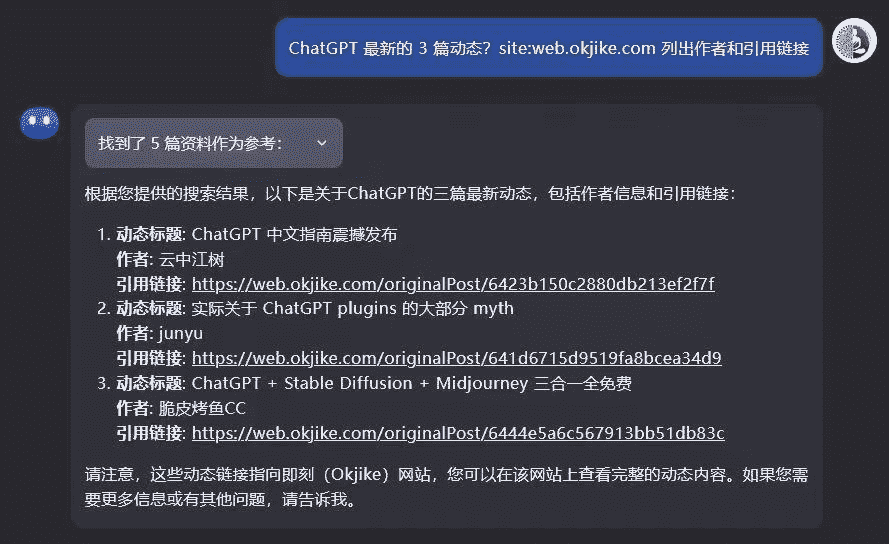 ChatGPT 最新的 3 篇动态？site:web.okjike.com 列出作者和引用链接
找到了 5 篇资料作为参考：
根据您提供的搜索结果，以下是关于ChatGPT的三篇最新动态，包括作者信息和引用链接：
1. 动态标题: ChatGPT 中文指南震撼发布
作者: 云中江树
引用链接: https://web.okjike.com/originalPost/6423b150c2880db213ef2f7f
2. 动态标题: 实际关于 ChatGPT plugins 的大部分 myth
作者: junyu
引用链接: https://web.okjike.com/originalPost/641d6715d9519fa8bcea34d9
3. 动态标题: ChatGPT + Stable Diffusion + Midjourney 三合一全免费
作者: 脆皮烤鱼CC
引用链接: https://web.okjike.com/originalPost/6444e5a6c567913bb51db83c
请注意，这些动态链接指向即刻（Okjike）网站，您可以在该网站上查看完整的动态内容。如果您需
要更多信息或有其他问题，请告诉我。